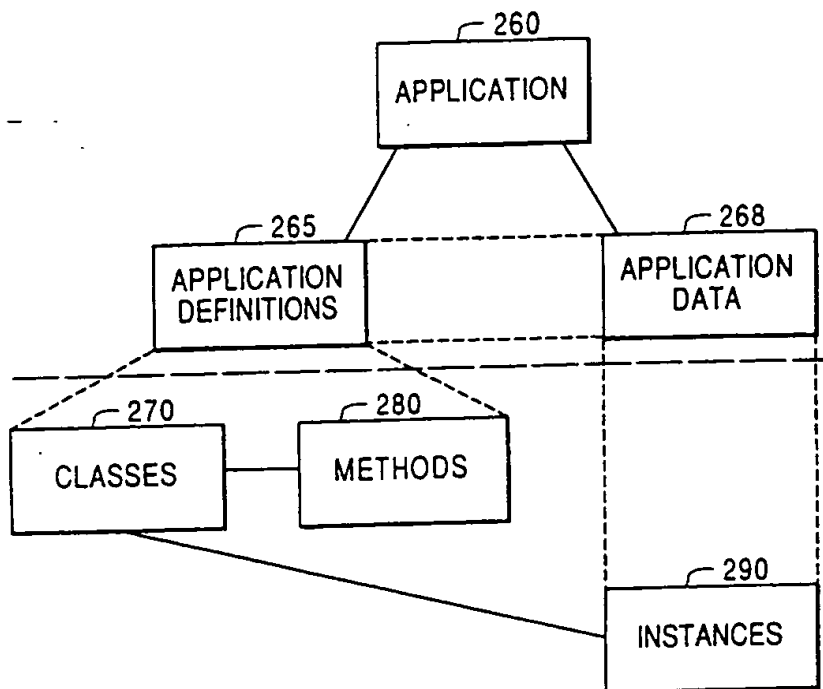 260
APPLICATION
265
APPLICATION
DEFINITIONS
268
APPLICATION
DATA
270
CLASSES
280
METHODS
290
INSTANCES